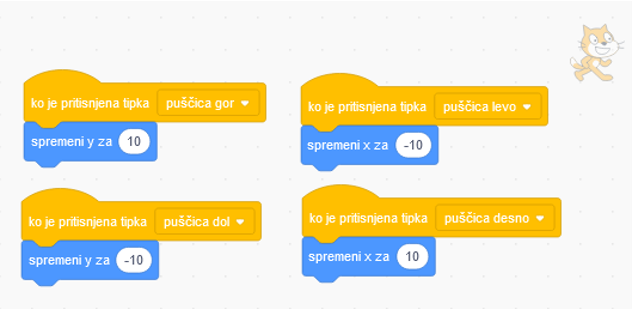 ko je pritisnjena tipka puščica gor
spremeni y za 10
ko je pritisnjena tipka puščica levo
spremeni x za -10
ko je pritisnjena tipka puščica dol
spremeni y za -10
ko je pritisnjena tipka puščica desno
spremeni x za 10